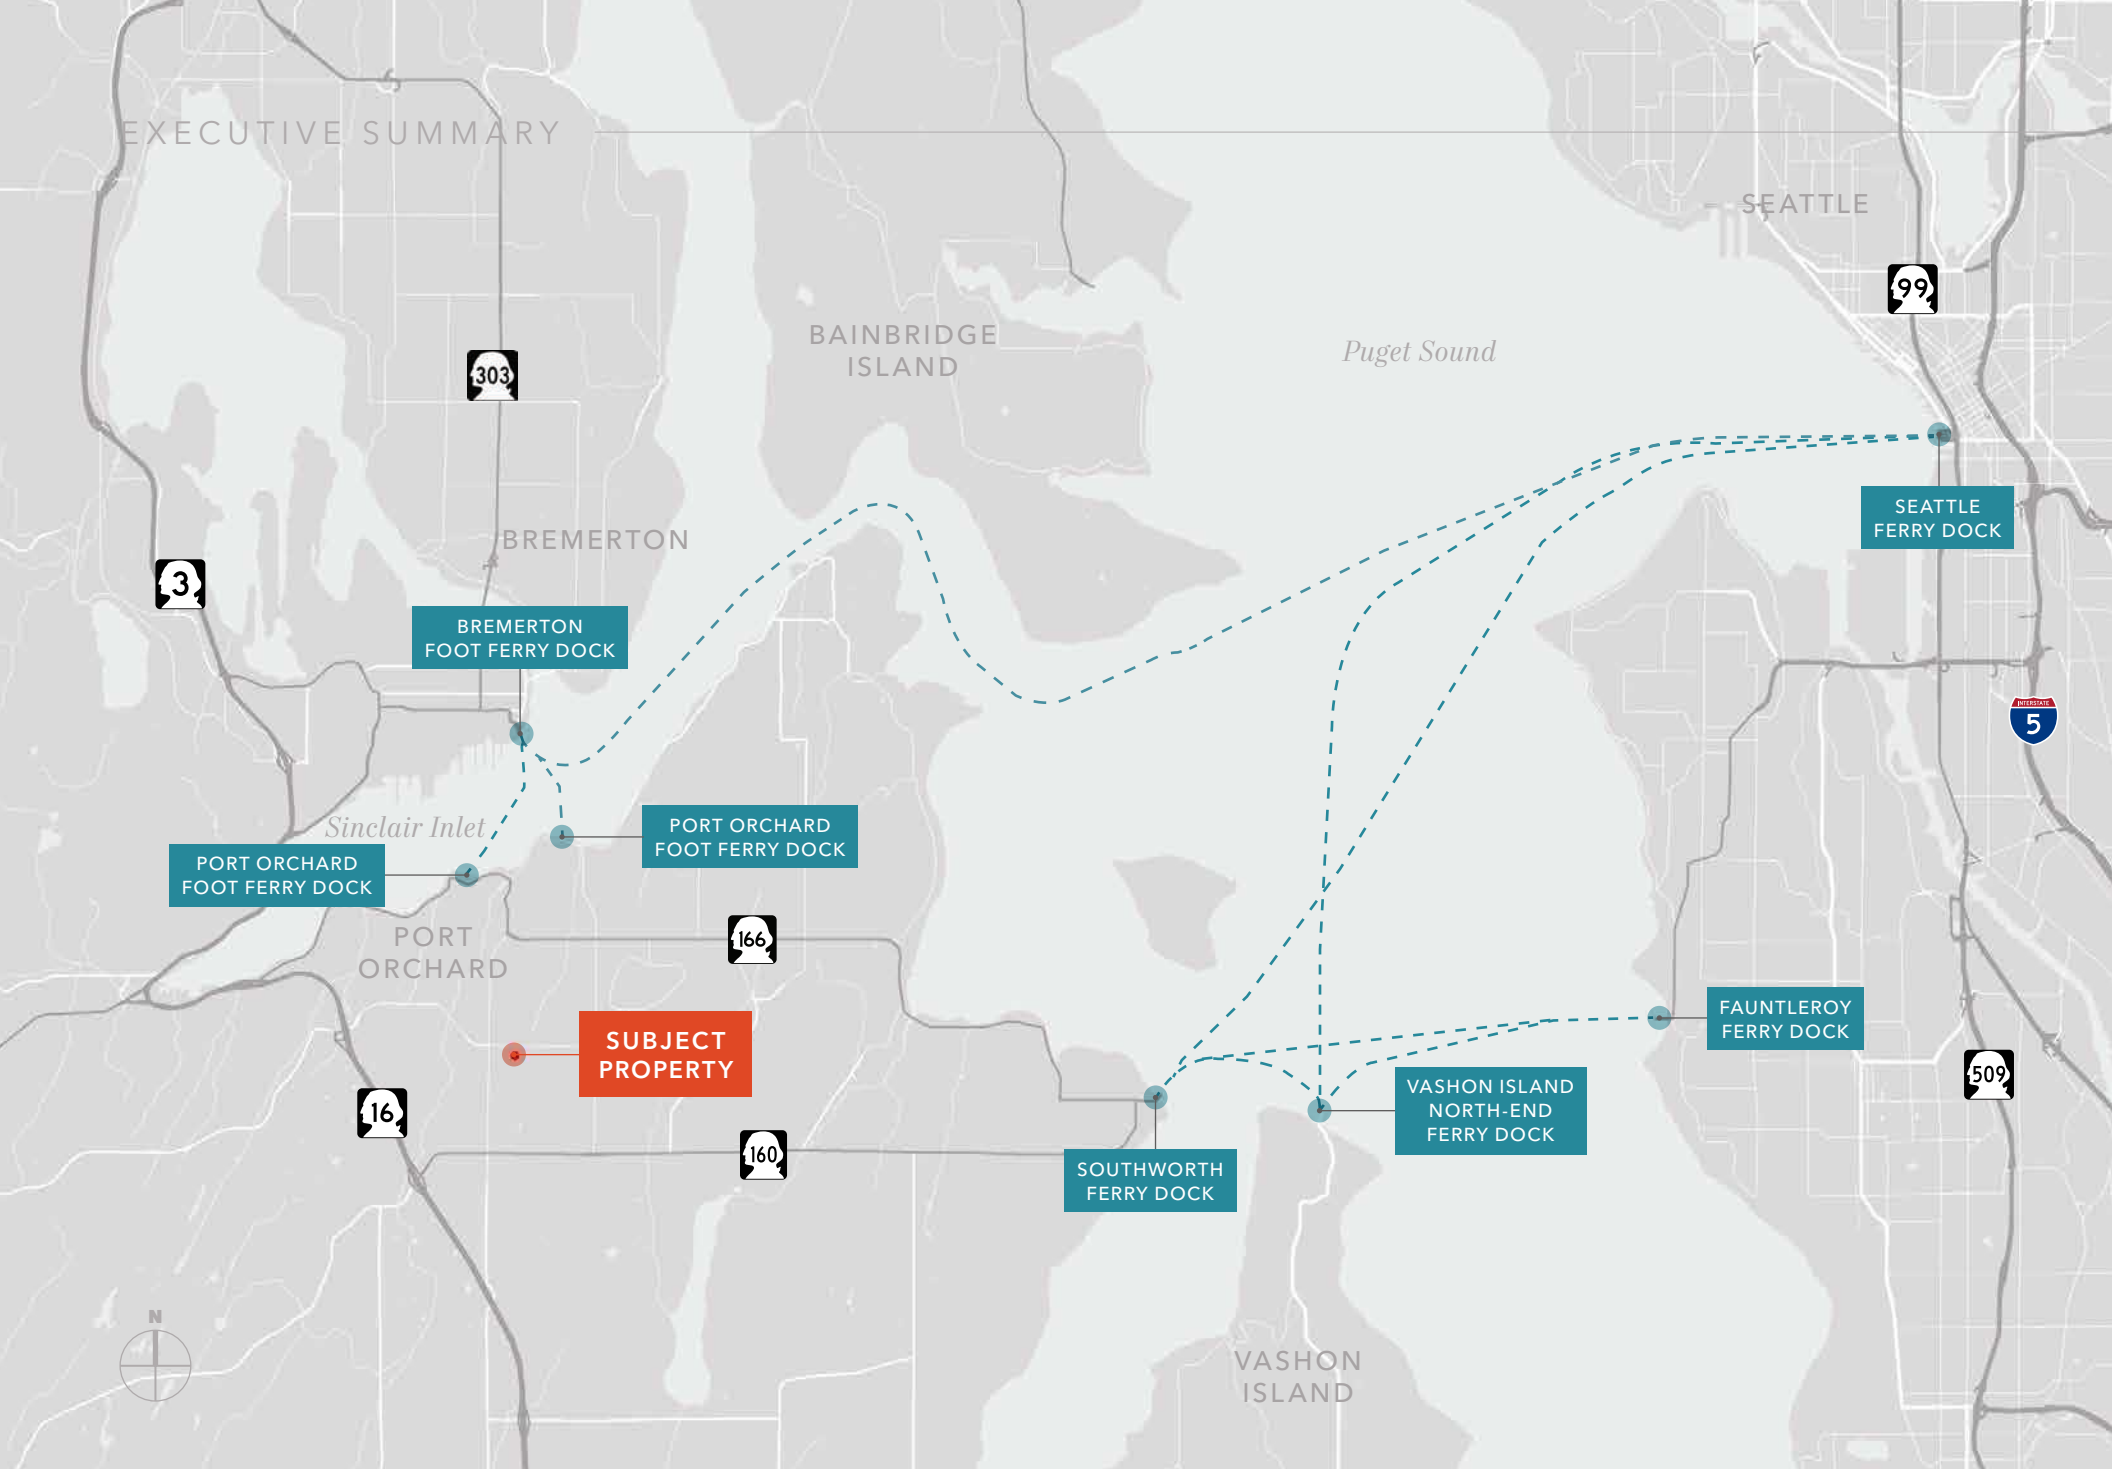 EXECUTIVE SUMMARY
SEATTLE
99
BAINBRIDGE
ISLAND
Puget Sound
303
SEATTLE
FERRY DOCK
BREMERTON
3
BREMERTON
FOOT FERRY DOCK
INTERSTATE
5
Sinclair Inlet
PORT ORCHARD
FOOT FERRY DOCK
PORT ORCHARD
FOOT FERRY DOCK
PORT
ORCHARD
166
SUBJECT
PROPERTY
FAUNTLEROY
FERRY DOCK
509
16
VASHON ISLAND
NORTH-END
FERRY DOCK
160
SOUTHWORTH
FERRY DOCK
N
VASHON
ISLAND